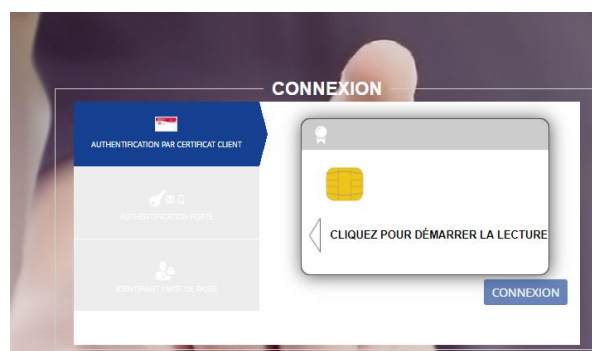 CONNEXION
AUTHENTIFICATION PAR CERTIFICAT CLIENT
AUTHENTIFICATION FORTE
IDENTIFIANT / MOT DE PASSE
CLIQUEZ POUR DÉMARRER LA LECTURE
CONNEXION